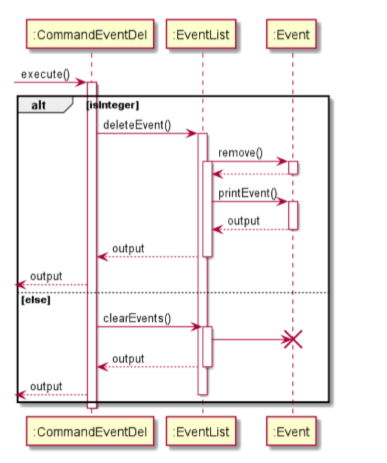 :CommandEventDel :EventList :Event
execute()
alt [isInteger]
deleteEvent()
remove()
printEvent()
output
output
output
[else]
clearEvents()
output
output
:CommandEventDel :EventList :Event